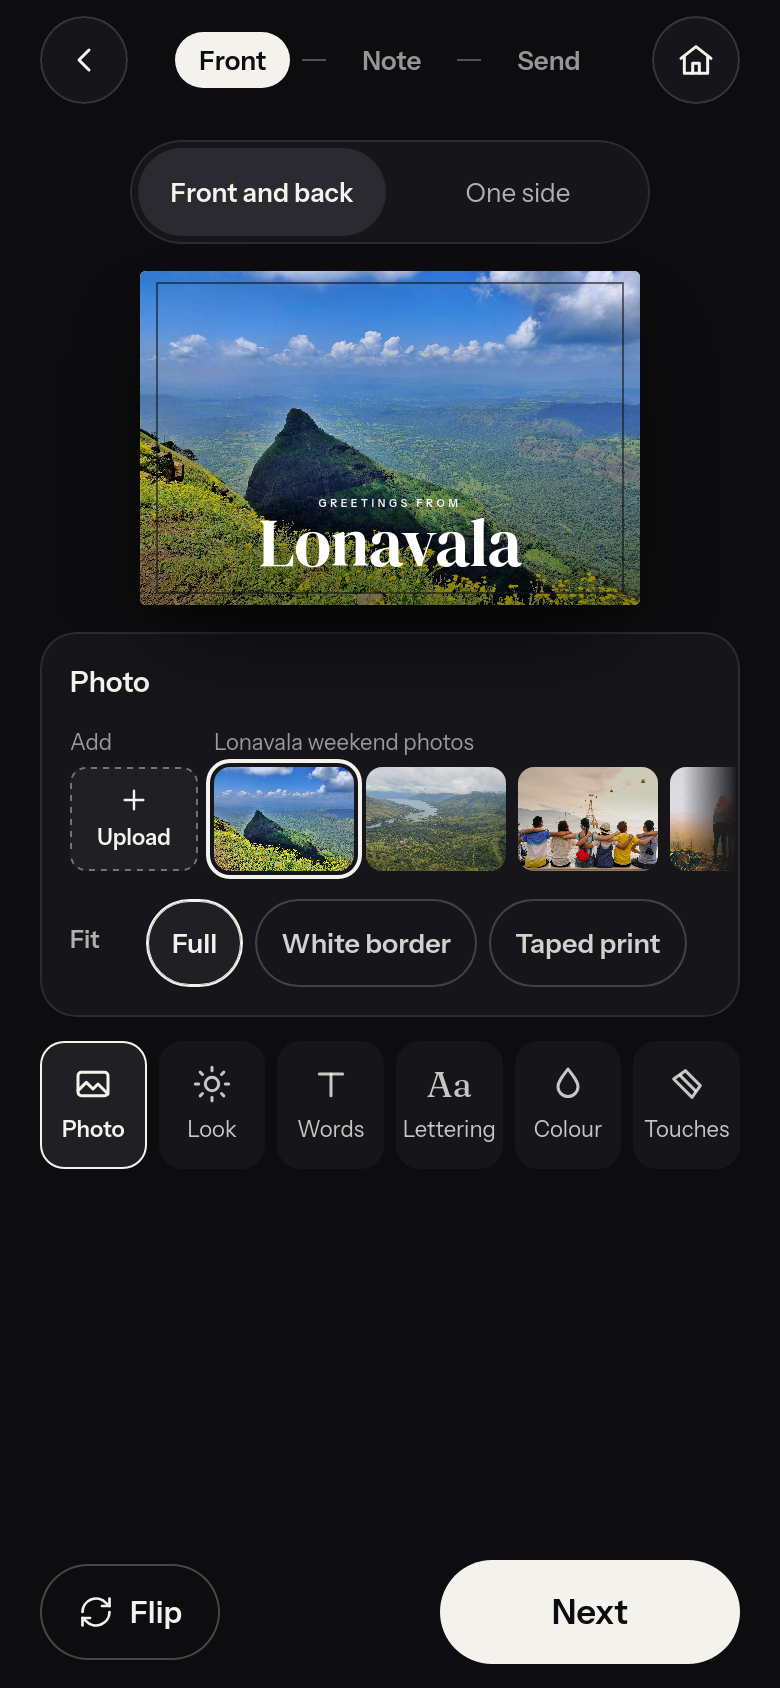 Front
Note
Send
Front and back
One side
GREETINGS FROM
Lonavala
Photo
Add
Lonavala weekend photos
Upload
Fit
Full
White border
Taped print
Photo
Look
Words
Aa
Lettering
Colour
Touches
Flip
Next